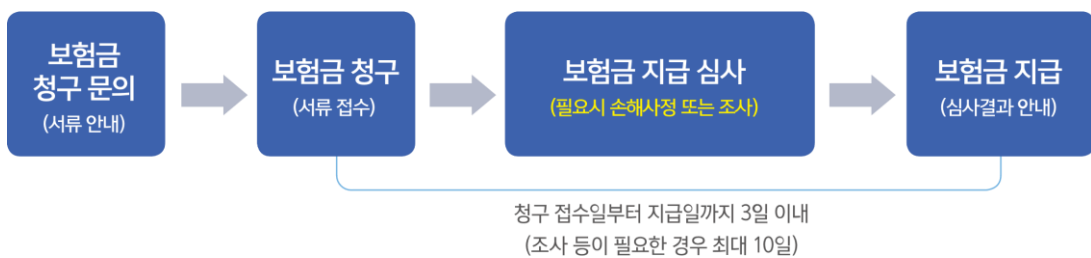 보험금
청구 문의
(서류 안내)
보험금 청구
(서류 접수)
보험금 지급 심사
(필요시 손해사정 또는 조사)
보험금 지급
(심사결과 안내)
청구 접수일부터 지급일까지 3일 이내
(조사 등이 필요한 경우 최대 10일)